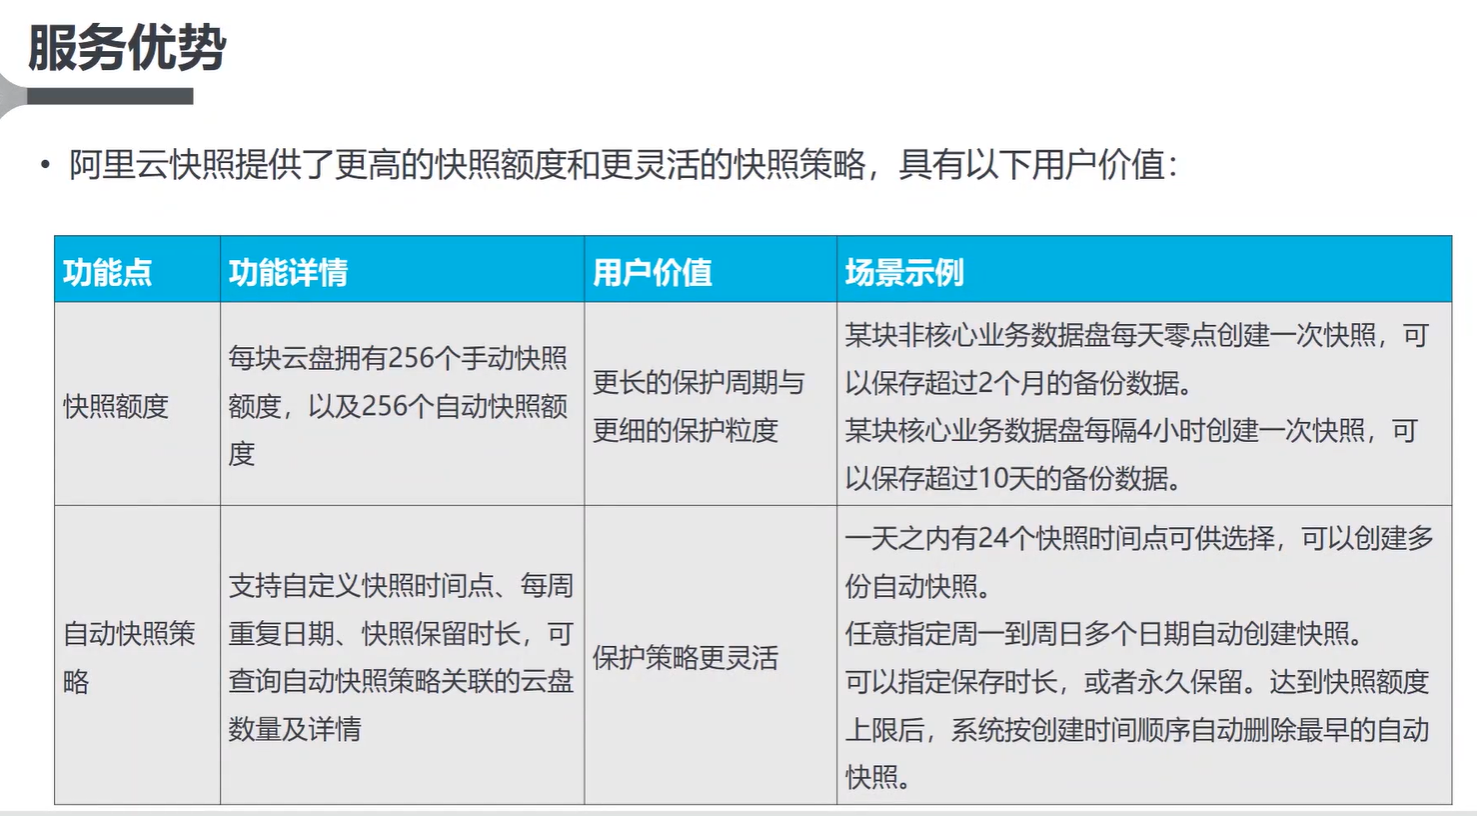 服务优势
• 阿里云快照提供了更高的快照额度和更灵活的快照策略，具有以下用户价值：
功能点
功能详情
用户价值
场景示例
快照额度
每块云盘拥有256个手动快照
额度，以及256个自动快照额
度
更长的保护周期与
更细的保护粒度
某块非核心业务数据盘每天零点创建一次快照，可
以保存超过2个月的备份数据。
某块核心业务数据盘每隔4小时创建一次快照，可
以保存超过10天的备份数据。
自动快照策
略
支持自定义快照时间点、每周
重复日期、快照保留时长，可
查询自动快照策略关联的云盘
数量及详情
保护策略更灵活
一天之内有24个快照时间点可供选择，可以创建多
份自动快照。
任意指定周一到周日多个日期自动创建快照。
可以指定保存时长，或者永久保留。达到快照额度
上限后，系统按创建时间顺序自动删除最早的自动
快照。